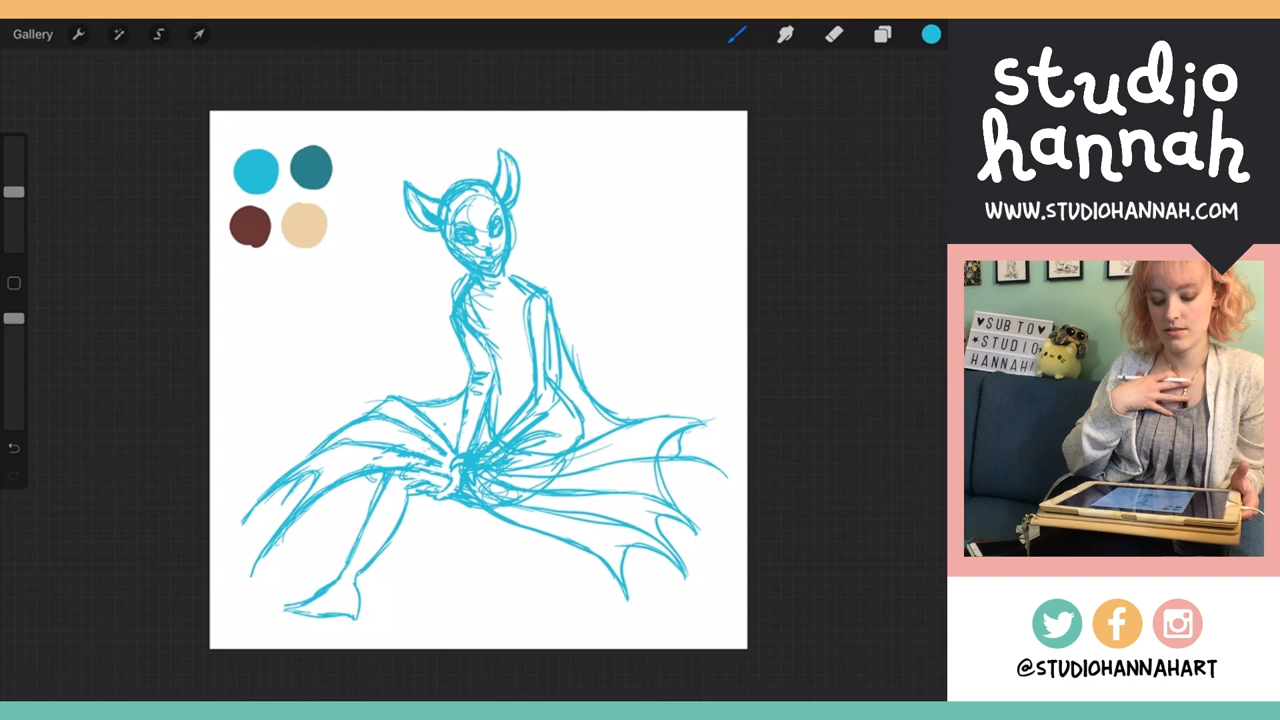 Gallery
studio
hannah
WWW.STUDIOHANNAH.COM
♥SUB TO♥
★STUDIO
HANNAH!
@STUDIOHANNAHART